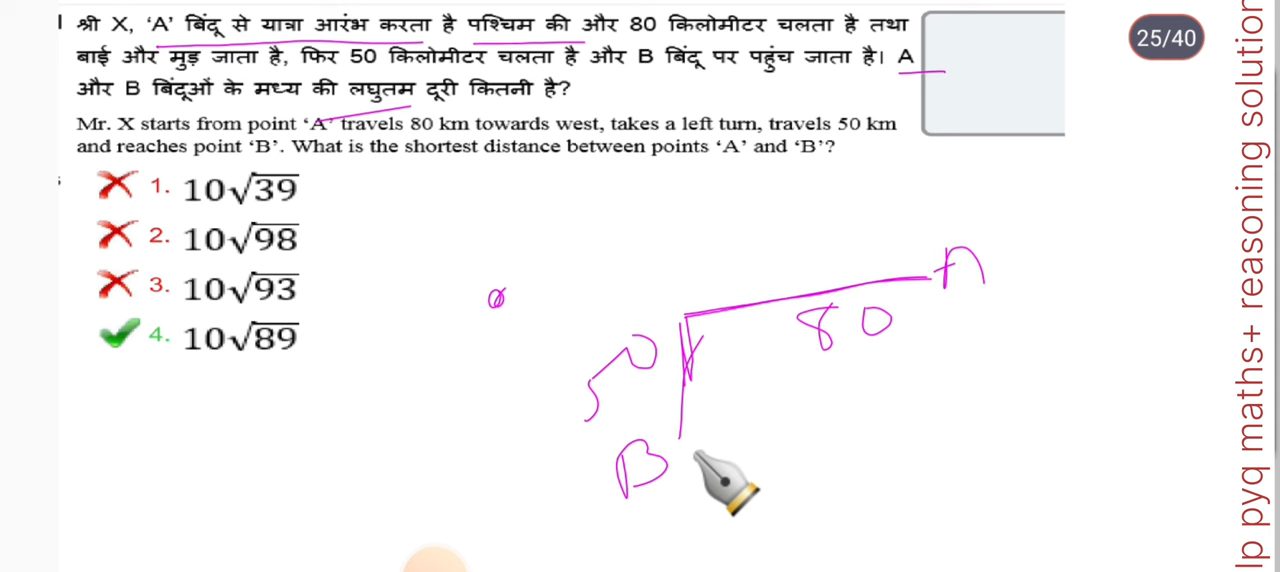 श्री X, ‘A’ बिंदू से यात्रा आरंभ करता है पश्चिम की और 80 किलोमीटर चलता है तथा
बाई और मुड़ जाता है, फिर 50 किलोमीटर चलता है और B बिंदू पर पहुंच जाता है। A
और B बिंदूओं के मध्य की लघुतम दूरी कितनी है?
Mr. X starts from point ‘A’ travels 80 km towards west, takes a left turn, travels 50 km
and reaches point ‘B’. What is the shortest distance between points ‘A’ and ‘B’?
1. 10√39
2. 10√98
3. 10√93
4. 10√89
A
80
50
B
25/40
lp pyq maths+ reasoning solution